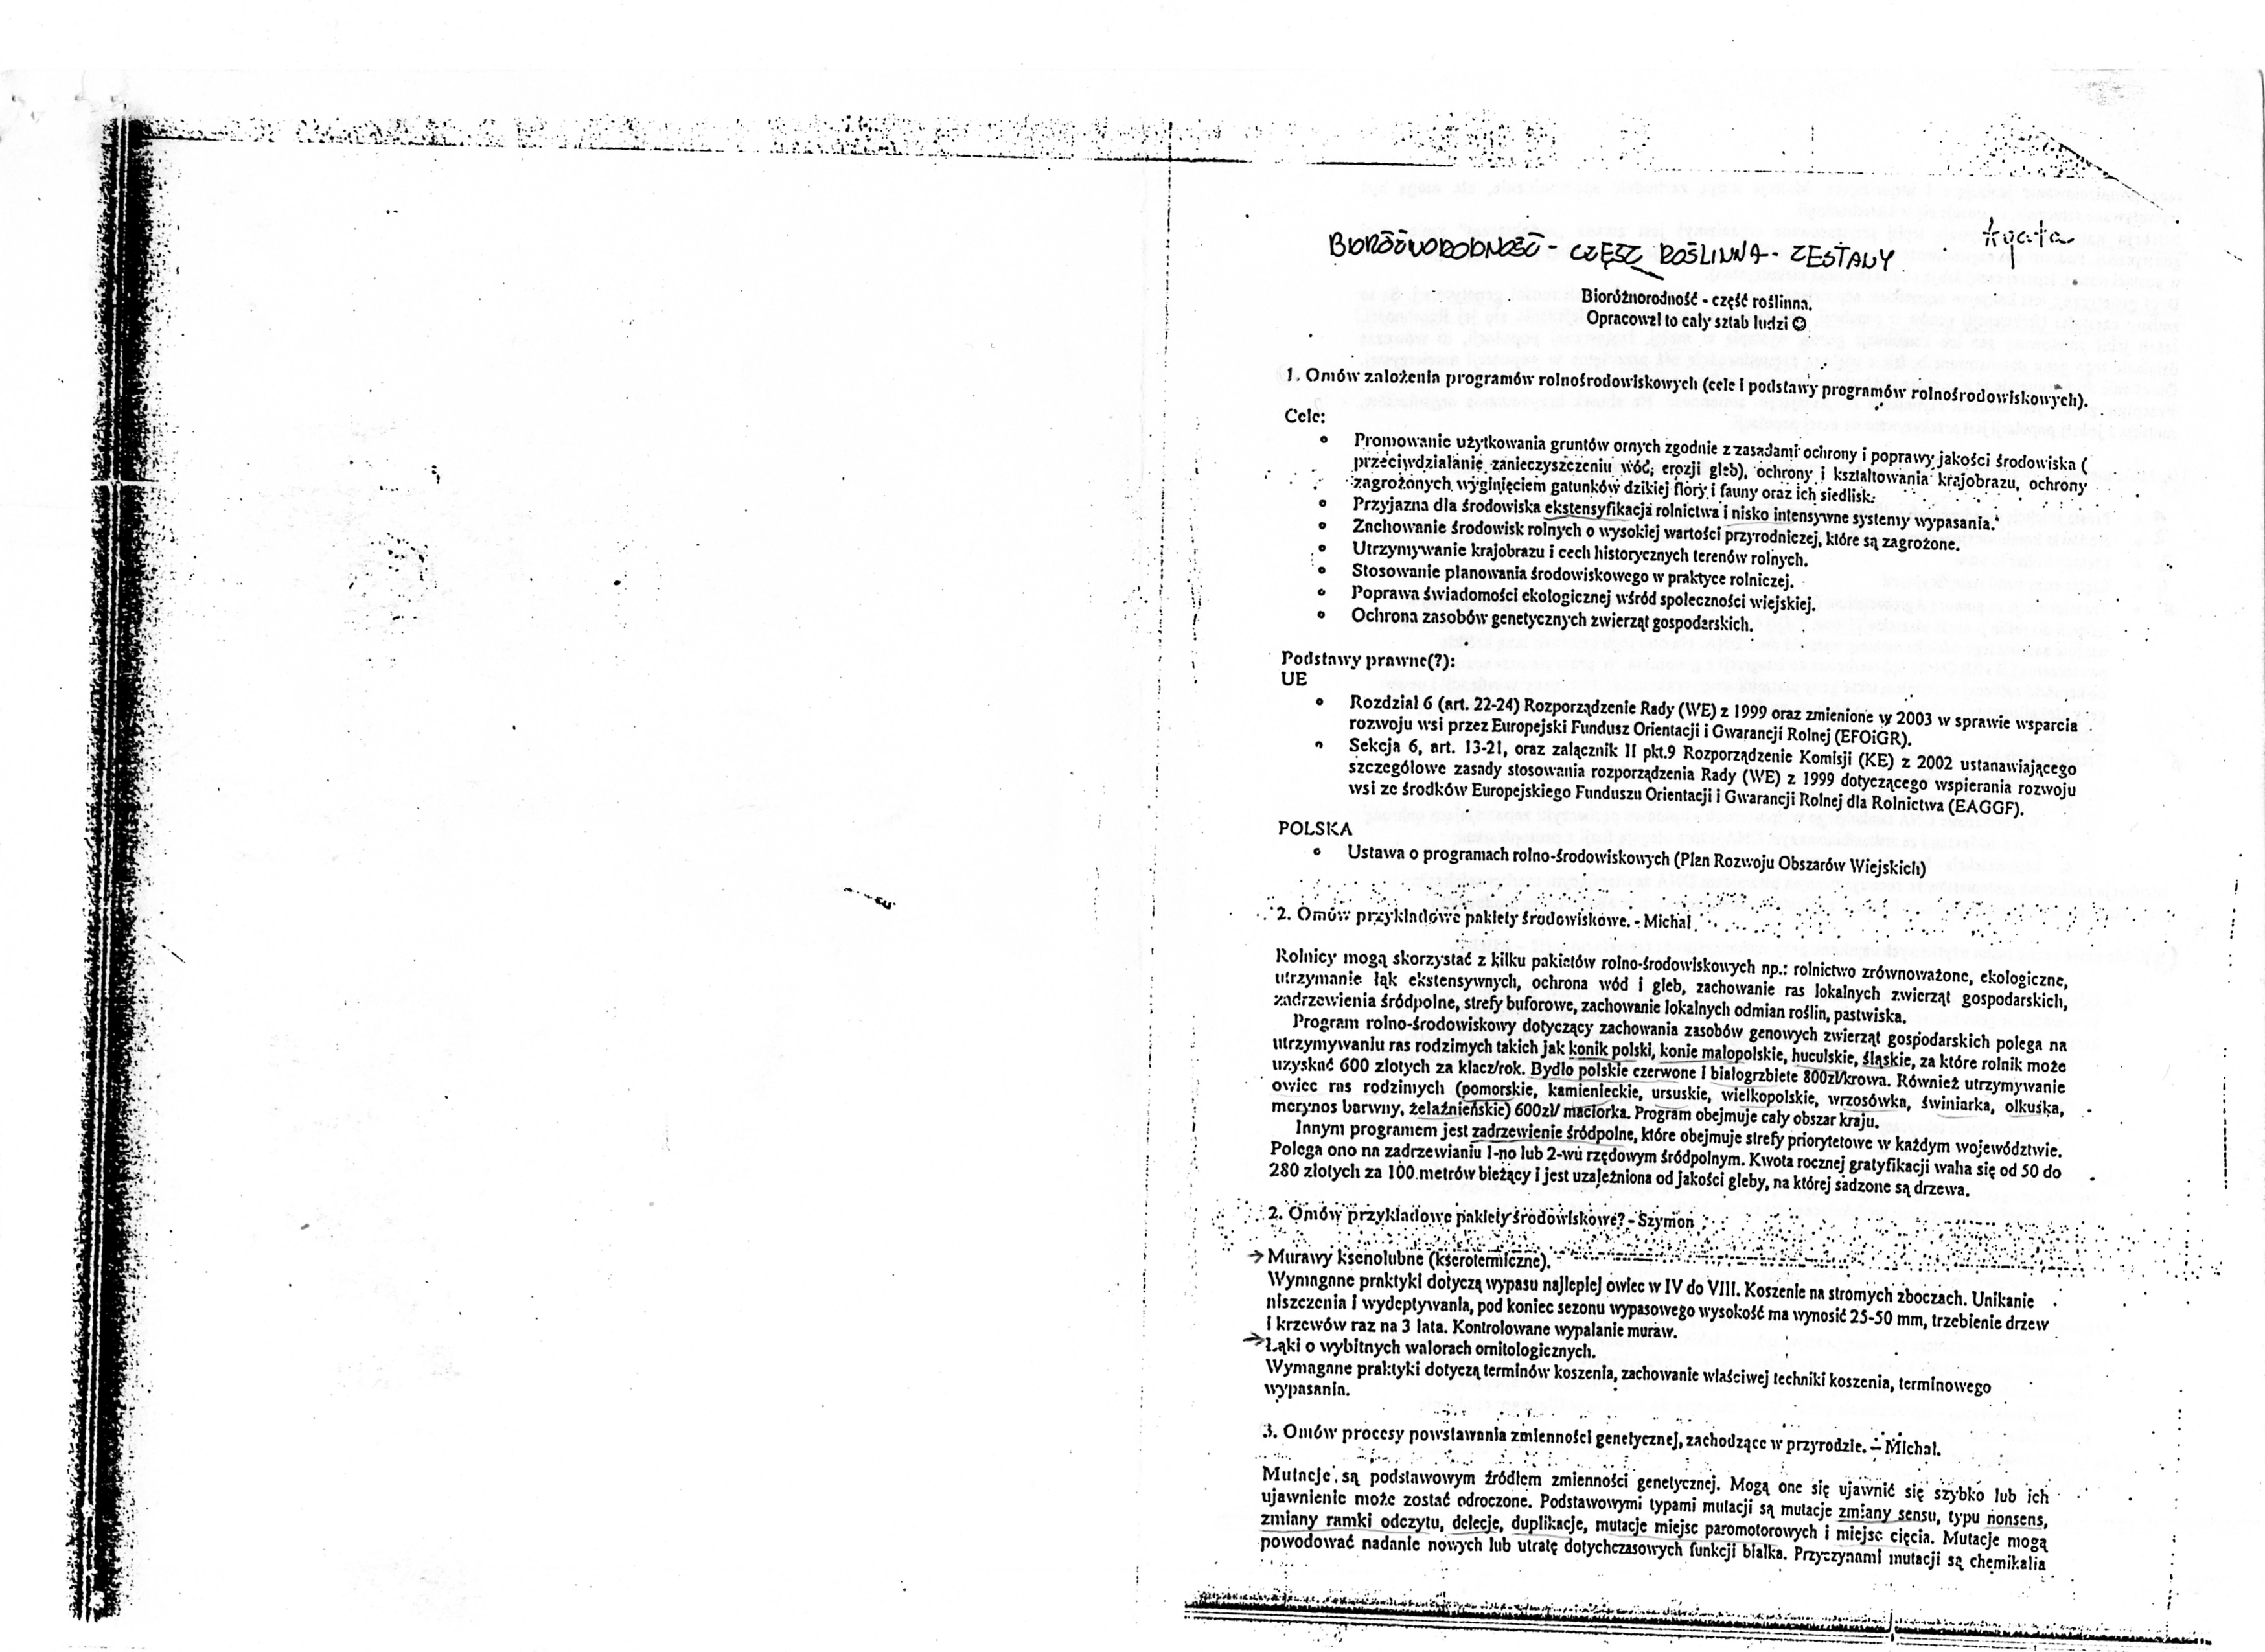 BIORÓŻNORODNOŚĆ - CZĘŚĆ ROŚLINNA - ZESTAWY
Bioróżnorodność - część roślinna.
Opracował to cały sztab ludzi ☺
1. Omów założenia programów rolnośrodowiskowych (cele i podstawy programów rolnośrodowiskowych).
Cele:
• Promowanie użytkowania gruntów ornych zgodnie z zasadami ochrony i poprawy jakości środowiska (
przeciwdziałanie zanieczyszczeniu wód, erozji gleb), ochrony i kształtowania krajobrazu, ochrony
zagrożonych wyginięciem gatunków dzikiej flory i fauny oraz ich siedlisk.
• Przyjazna dla środowiska ekstensyfikacja rolnictwa i nisko intensywne systemy wypasania.
• Zachowanie środowisk rolnych o wysokiej wartości przyrodniczej, które są zagrożone.
• Utrzymywanie krajobrazu i cech historycznych terenów rolnych.
• Stosowanie planowania środowiskowego w praktyce rolniczej.
• Poprawa świadomości ekologicznej wśród społeczności wiejskiej.
• Ochrona zasobów genetycznych zwierząt gospodarskich.
Podstawy prawne(?):
UE
• Rozdział 6 (art. 22-24) Rozporządzenie Rady (WE) z 1999 oraz zmienione w 2003 w sprawie wsparcia
rozwoju wsi przez Europejski Fundusz Orientacji i Gwarancji Rolnej (EFOiGR).
• Sekcja 6, art. 13-21, oraz załącznik II pkt.9 Rozporządzenie Komisji (KE) z 2002 ustanawiającego
szczegółowe zasady stosowania rozporządzenia Rady (WE) z 1999 dotyczącego wspierania rozwoju
wsi ze środków Europejskiego Funduszu Orientacji i Gwarancji Rolnej dla Rolnictwa (EAGGF).
POLSKA
• Ustawa o programach rolno-środowiskowych (Plan Rozwoju Obszarów Wiejskich)
2. Omów przykładowe pakiety środowiskowe. - Michał
Rolnicy mogą skorzystać z kilku pakietów rolno-środowiskowych np.: rolnictwo zrównoważone, ekologiczne,
utrzymanie łąk ekstensywnych, ochrona wód i gleb, zachowanie ras lokalnych zwierząt gospodarskich,
zadrzewienia śródpolne, strefy buforowe, zachowanie lokalnych odmian roślin, pastwiska.
Program rolno-środowiskowy dotyczący zachowania zasobów genowych zwierząt gospodarskich polega na
utrzymywaniu ras rodzimych takich jak konik polski, konie małopolskie, huculskie, śląskie, za które rolnik może
uzyskać 600 złotych za klacz/rok. Bydło polskie czerwone i białogrzbiete 800zł/krowa. Również utrzymywanie
owiec ras rodzimych (pomorskie, kamienieckie, ursuskie, wielkopolskie, wrzosówka, świniarka, olkuska,
merynos barwny, żelaźnieńskie) 600zł/ maciorka. Program obejmuje cały obszar kraju.
Innym programem jest zadrzewienie śródpolne, które obejmuje strefy priorytetowe w każdym województwie.
Polega ono na zadrzewianiu 1-no lub 2-wu rzędowym śródpolnym. Kwota rocznej gratyfikacji waha się od 50 do
280 złotych za 100 metrów bieżący i jest uzależniona od jakości gleby, na której sadzone są drzewa.
2. Omów przykładowe pakiety środowiskowe? - Szymon
→ Murawy ksenolubne (kserotermiczne).
Wymagane praktyki dotyczą wypasu najlepiej owiec w IV do VIII. Koszenie na stromych zboczach. Unikanie
niszczenia i wydeptywania, pod koniec sezonu wypasowego wysokość ma wynosić 25-50 mm, trzebienie drzew
i krzewów raz na 3 lata. Kontrolowane wypalanie muraw.
→ Łąki o wybitnych walorach ornitologicznych.
Wymagane praktyki dotyczą terminów koszenia, zachowanie właściwej techniki koszenia, terminowego
wypasania.
3. Omów procesy powstawania zmienności genetycznej, zachodzące w przyrodzie. - Michał.
Mutacje są podstawowym źródłem zmienności genetycznej. Mogą one się ujawnić się szybko lub ich
ujawnienie może zostać odroczone. Podstawowymi typami mutacji są mutacje zmiany sensu, typu nonsens,
zmiany ramki odczytu, delecje, duplikacje, mutacje miejsc paromotorowych i miejsc cięcia. Mutacje mogą
powodować nadanie nowych lub utratę dotychczasowych funkcji białka. Przyczynami mutacji są chemikalia